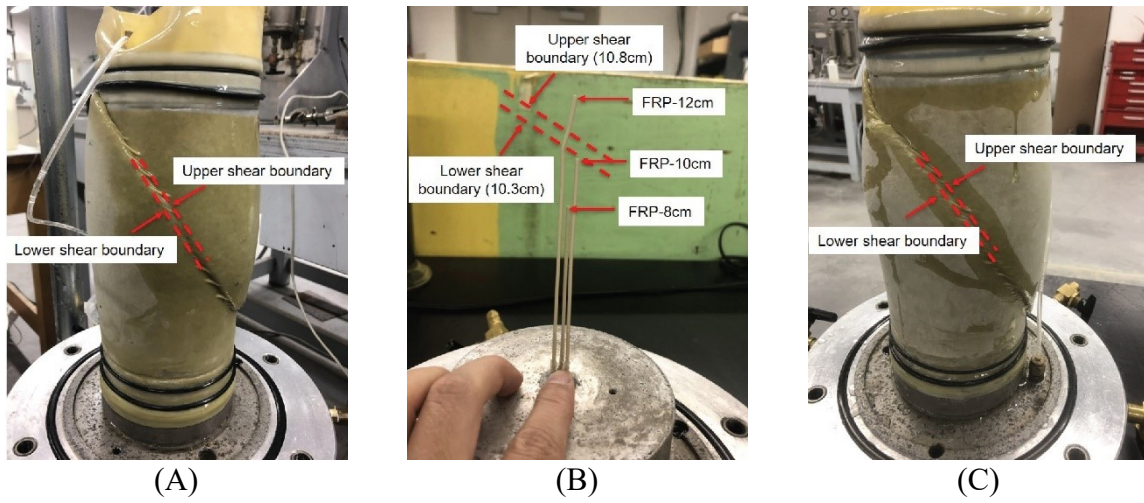 Upper shear boundary
Lower shear boundary
(A)
Upper shear
boundary (10.8cm)
FRP-12cm
FRP-10cm
Lower shear
boundary (10.3cm)
FRP-8cm
(B)
Upper shear boundary
Lower shear boundary
(C)